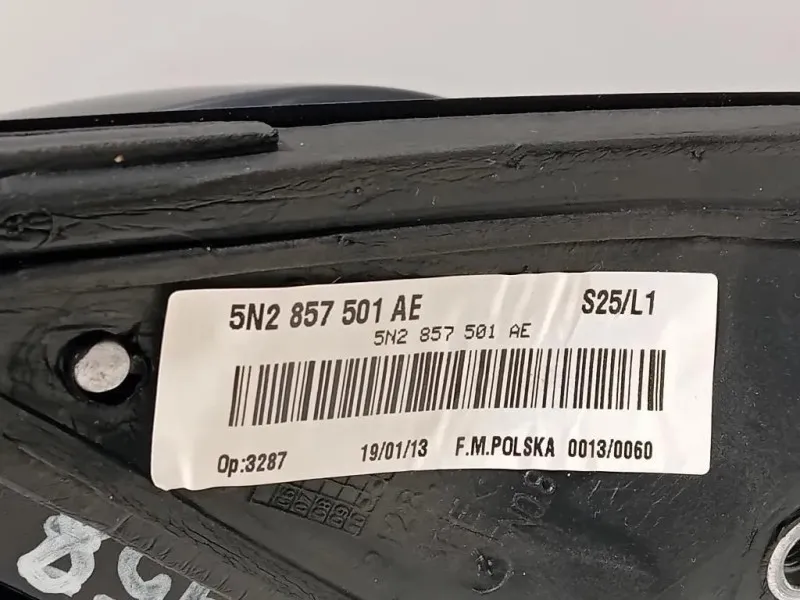 5N2 857 501 AE S25/L1
5N2 857 501 AE
Op:3287 19/01/13 F.M.POLSKA 0013/0060